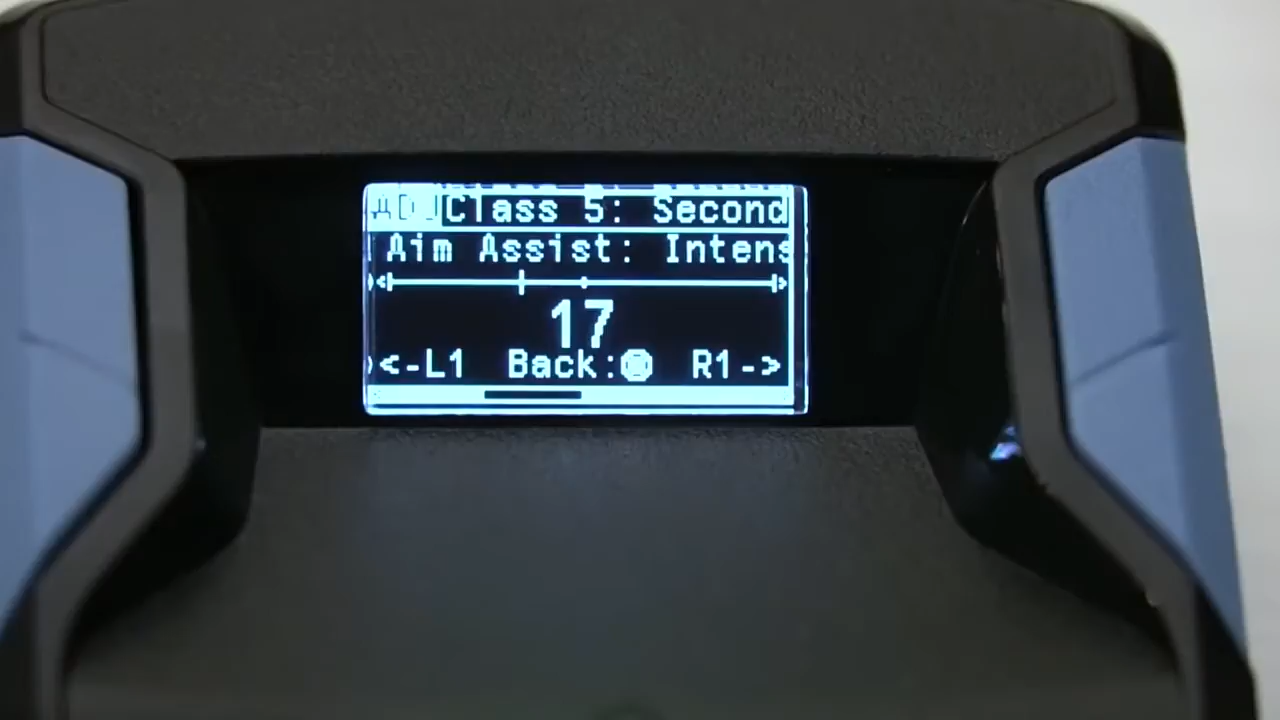 Class 5: Second
Aim Assist: Intens
17
<-L1 Back: R1->